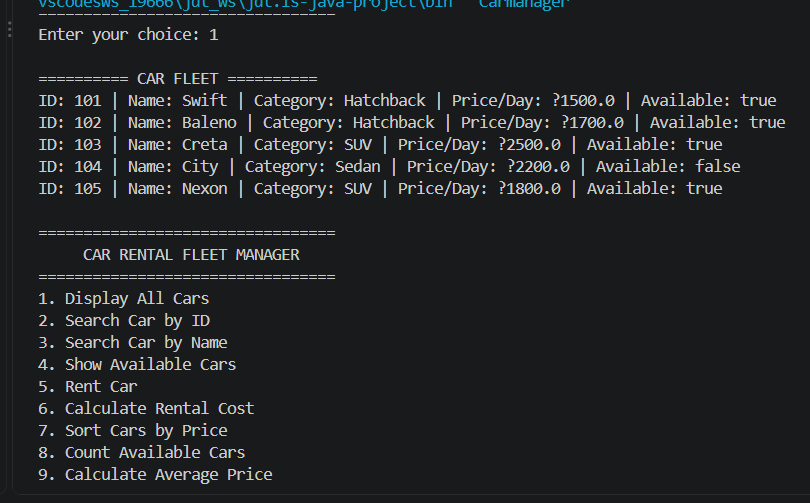 vscodesws_19666\jdt_ws\jdt.ls-java-project\bin' 'CarManager'
=================================
Enter your choice: 1
========== CAR FLEET ==========
ID: 101 | Name: Swift | Category: Hatchback | Price/Day: ?1500.0 | Available: true
ID: 102 | Name: Baleno | Category: Hatchback | Price/Day: ?1700.0 | Available: true
ID: 103 | Name: Creta | Category: SUV | Price/Day: ?2500.0 | Available: true
ID: 104 | Name: City | Category: Sedan | Price/Day: ?2200.0 | Available: false
ID: 105 | Name: Nexon | Category: SUV | Price/Day: ?1800.0 | Available: true
=================================
CAR RENTAL FLEET MANAGER
=================================
1. Display All Cars
2. Search Car by ID
3. Search Car by Name
4. Show Available Cars
5. Rent Car
6. Calculate Rental Cost
7. Sort Cars by Price
8. Count Available Cars
9. Calculate Average Price